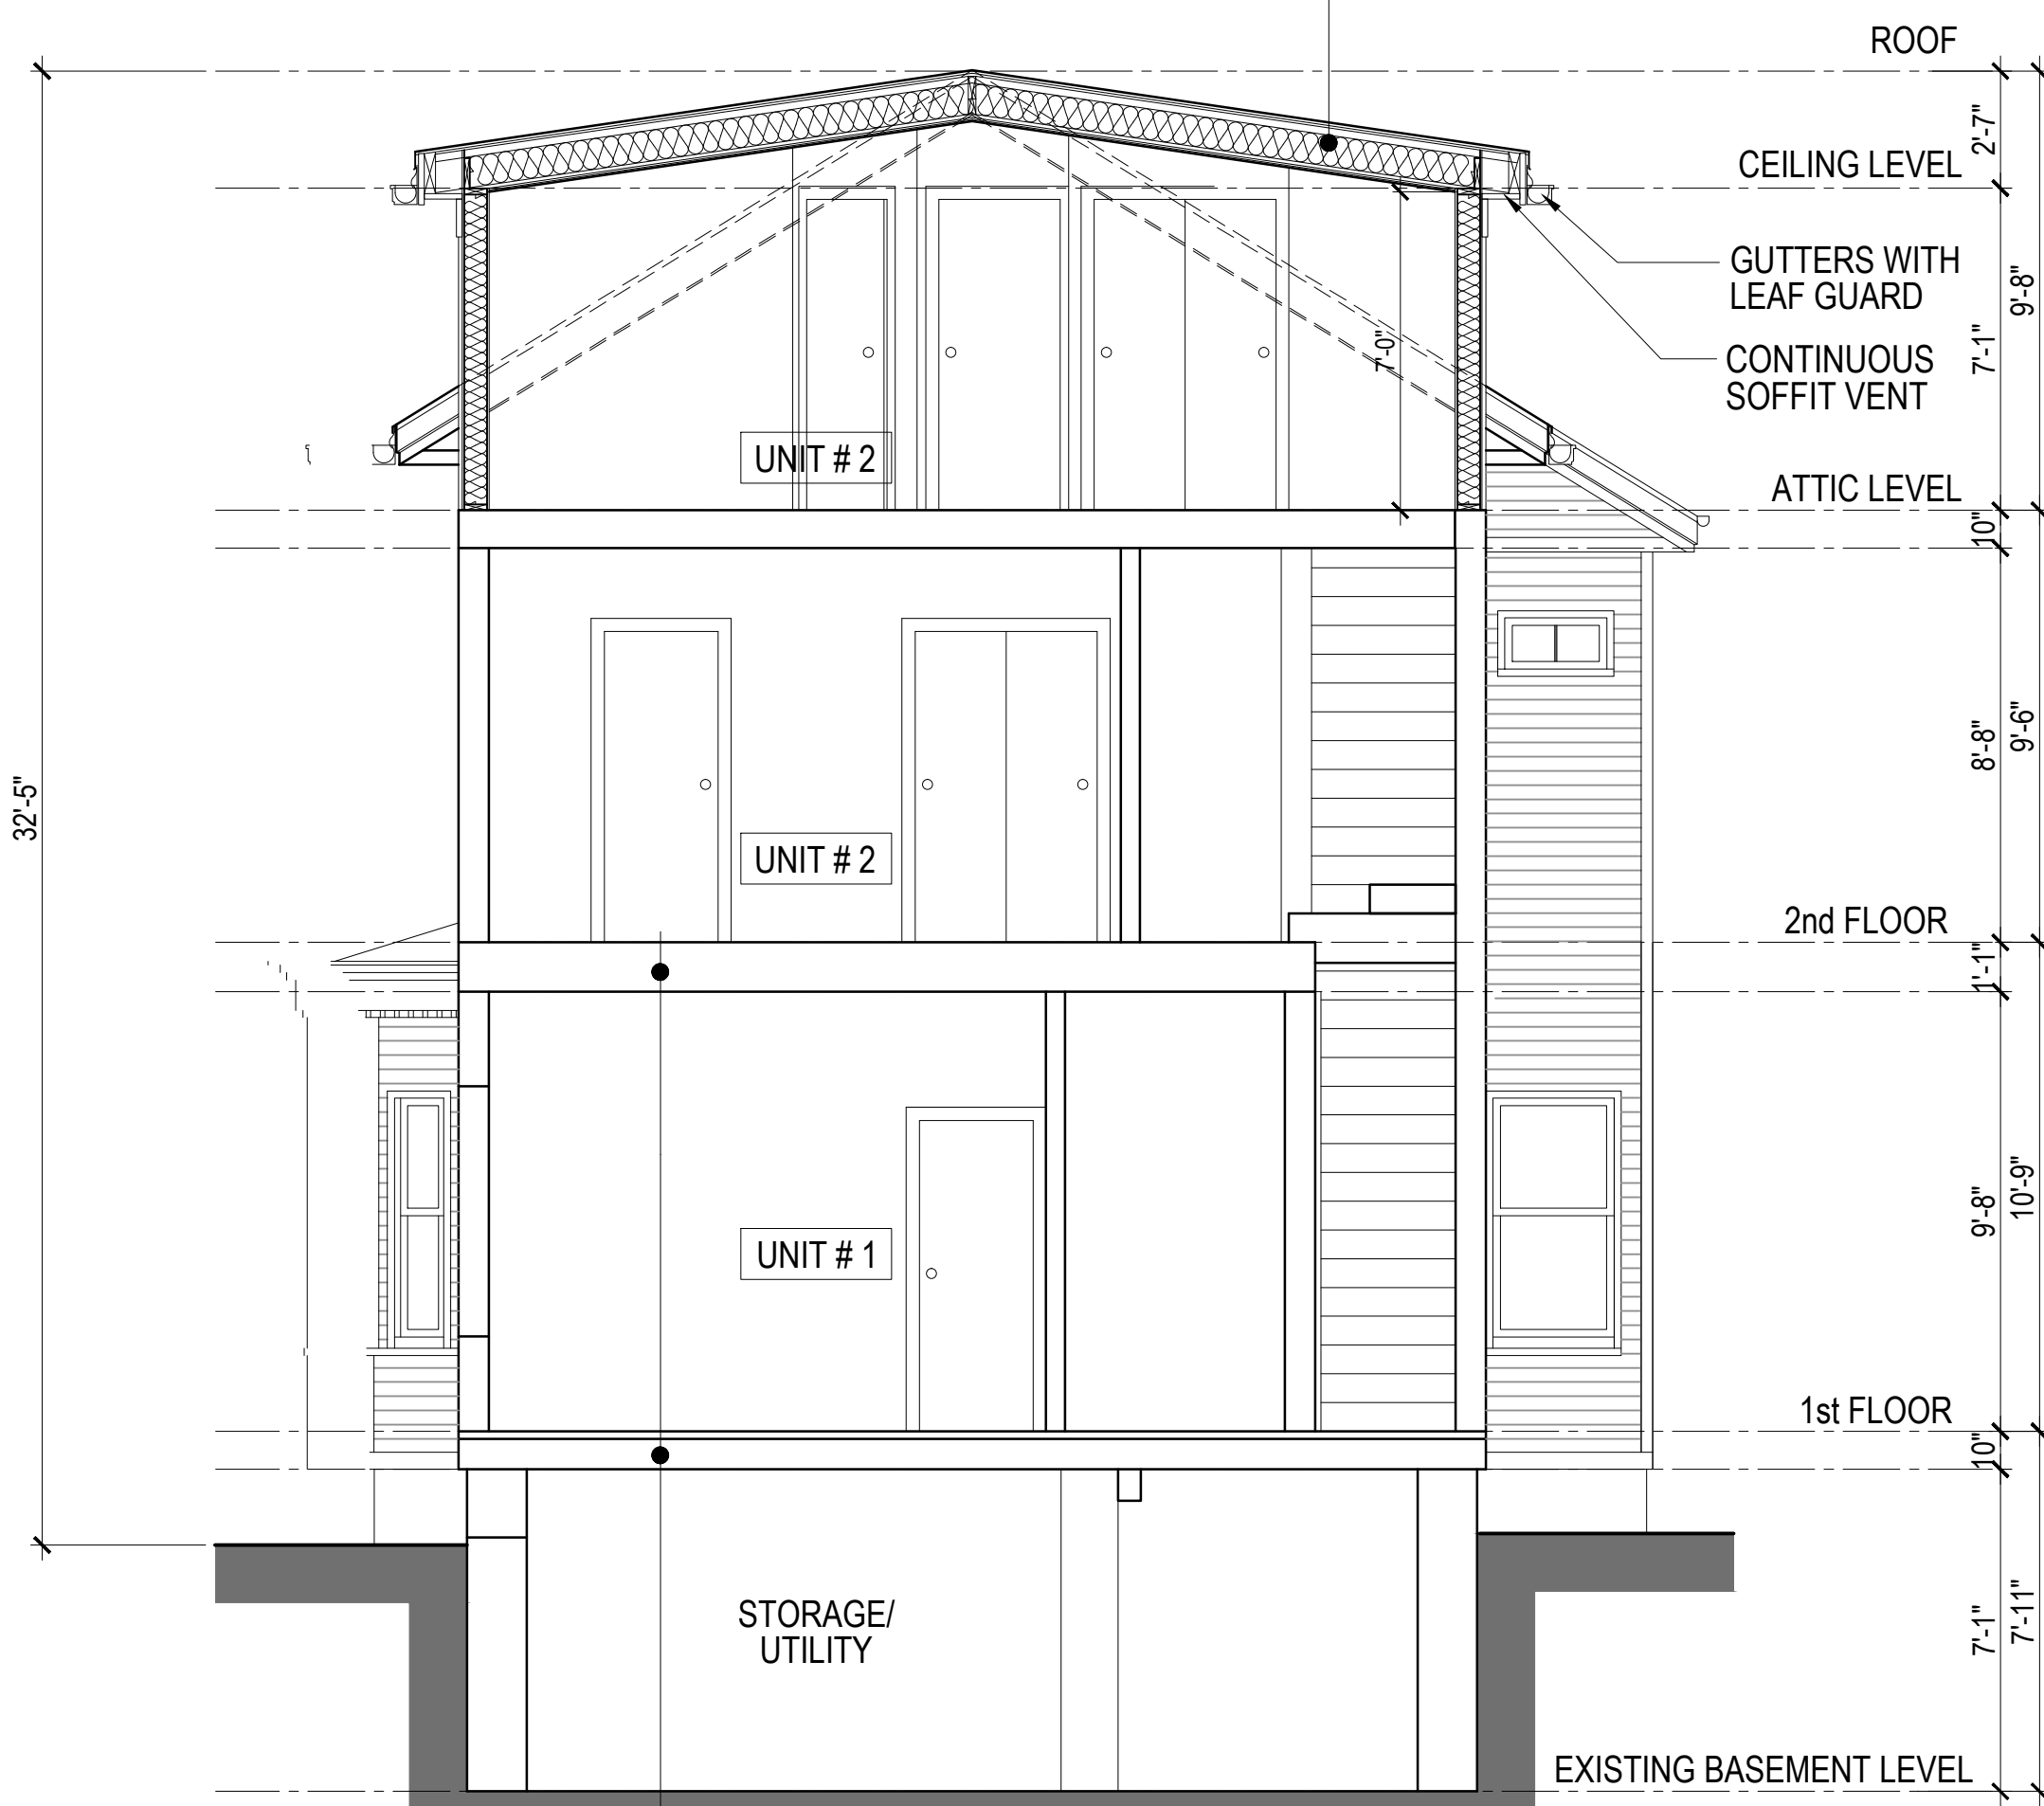 ROOF
2'-7"
CEILING LEVEL
GUTTERS WITH
LEAF GUARD
9'-8"
7'-1"
CONTINUOUS
SOFFIT VENT
7'-0"
UNIT # 2
ATTIC LEVEL
10"
32'-5"
8'-8"
9'-6"
UNIT # 2
2nd FLOOR
1'-1"
9'-8"
10'-9"
UNIT # 1
1st FLOOR
10"
STORAGE/
UTILITY
7'-1"
7'-11"
EXISTING BASEMENT LEVEL